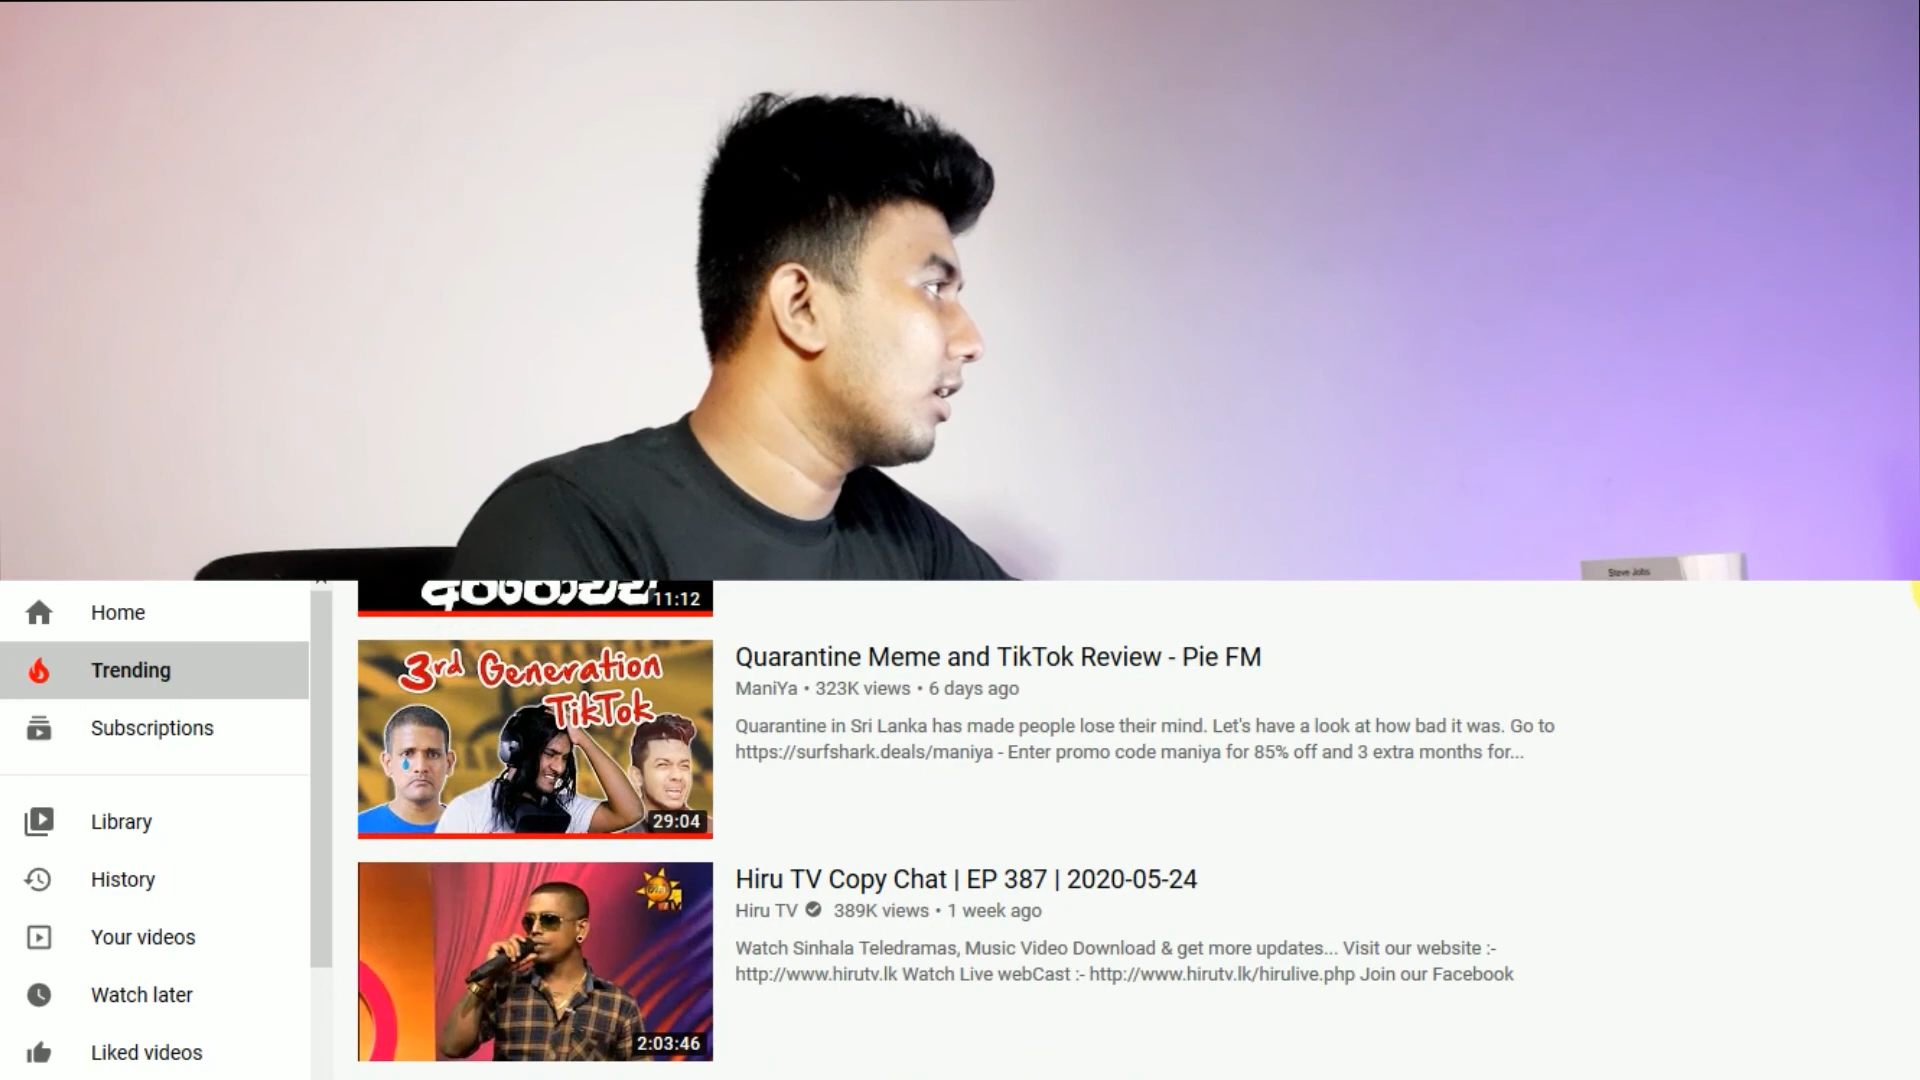 Steve Jobs
Home
Trending
Subscriptions
Library
History
Your videos
Watch later
Liked videos
11:12
3rd Generation
TikTok
29:04
Quarantine Meme and TikTok Review - Pie FM
ManiYa • 323K views • 6 days ago
Quarantine in Sri Lanka has made people lose their mind. Let's have a look at how bad it was. Go to
https://surfshark.deals/maniya - Enter promo code maniya for 85% off and 3 extra months for...
2:03:46
Hiru TV Copy Chat | EP 387 | 2020-05-24
Hiru TV 389K views • 1 week ago
Watch Sinhala Teledramas, Music Video Download & get more updates... Visit our website :-
http://www.hirutv.lk Watch Live webCast :- http://www.hirutv.lk/hirulive.php Join our Facebook